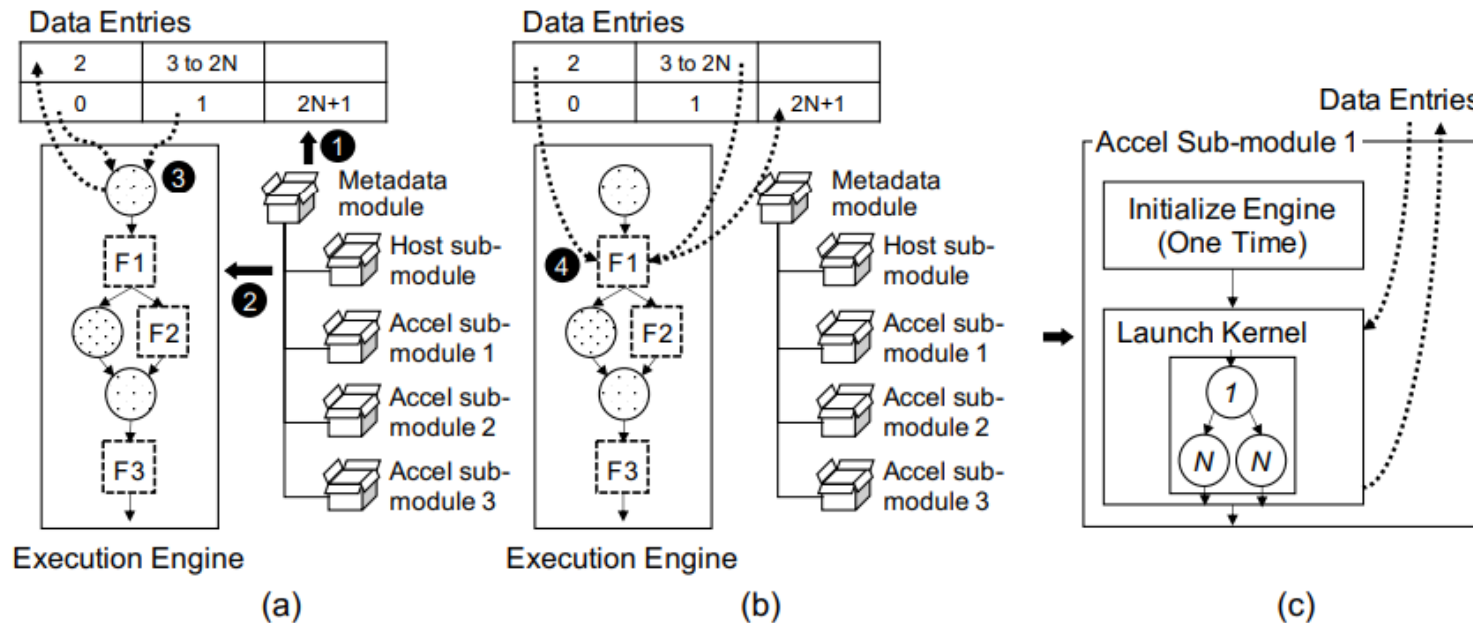 Data Entries
2 3 to 2N
0 1 2N+1
1
3
Metadata
module
Host sub-
module
F1
2
F2
Accel sub-
module 1
Accel sub-
module 2
F3
Accel sub-
module 3
Execution Engine
(a)
Data Entries
2 3 to 2N
0 1 2N+1
Metadata
module
Host sub-
module
4
F1
F2
Accel sub-
module 1
Accel sub-
module 2
F3
Accel sub-
module 3
Execution Engine
(b)
Data Entries
Accel Sub-module 1
Initialize Engine
(One Time)
Launch Kernel
1
N N
(c)